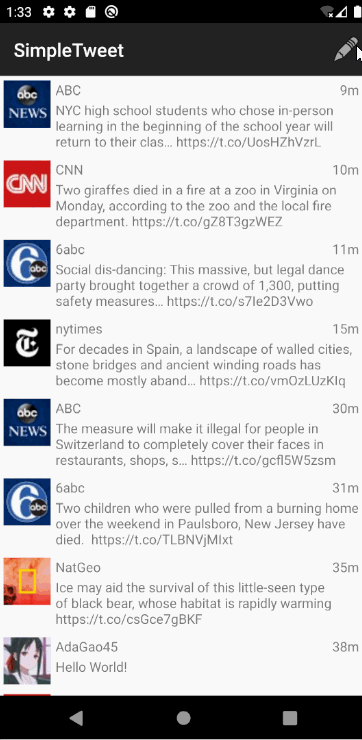 1:33
SimpleTweet
abc
NEWS
ABC 9m
NYC high school students who chose in-person
learning in the beginning of the school year will
return to their clas… https://t.co/UosHZhVzrL
CNN
CNN 10m
Two giraffes died in a fire at a zoo in Virginia on
Monday, according to the zoo and the local fire
department. https://t.co/gZ8T3gzWEZ
6 abc
6abc 11m
Social dis-dancing: This massive, but legal dance
party brought together a crowd of 1,300, putting
safety measures… https://t.co/s7Ie2D3Vwo
nytimes 15m
For decades in Spain, a landscape of walled cities,
stone bridges and ancient winding roads has
become mostly aband… https://t.co/vmOzLUzKIq
abc
NEWS
ABC 30m
The measure will make it illegal for people in
Switzerland to completely cover their faces in
restaurants, shops, s… https://t.co/gcfl5W5zsm
6 abc
6abc 31m
Two children who were pulled from a burning home
over the weekend in Paulsboro, New Jersey have
died. https://t.co/TLBNVjMIxt
NatGeo 35m
Ice may aid the survival of this little-seen type
of black bear, whose habitat is rapidly warming
https://t.co/csGce7gBKF
AdaGao45 38m
Hello World!